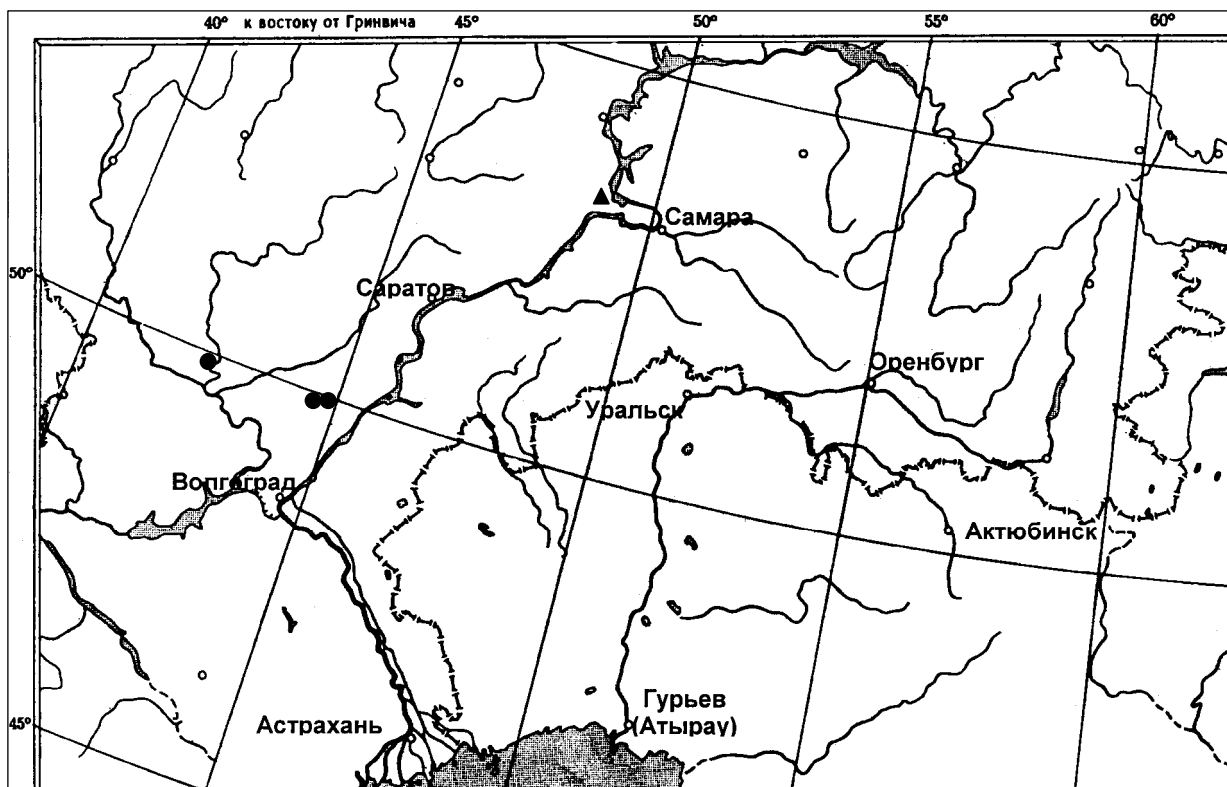 40° к востоку от Гринвича 45° 50° 55° 60°
Самара
50°
Саратов
Оренбург
Уральск
Волгоград
Актюбинск
Гурьев
(Атырау)
Астрахань
45°